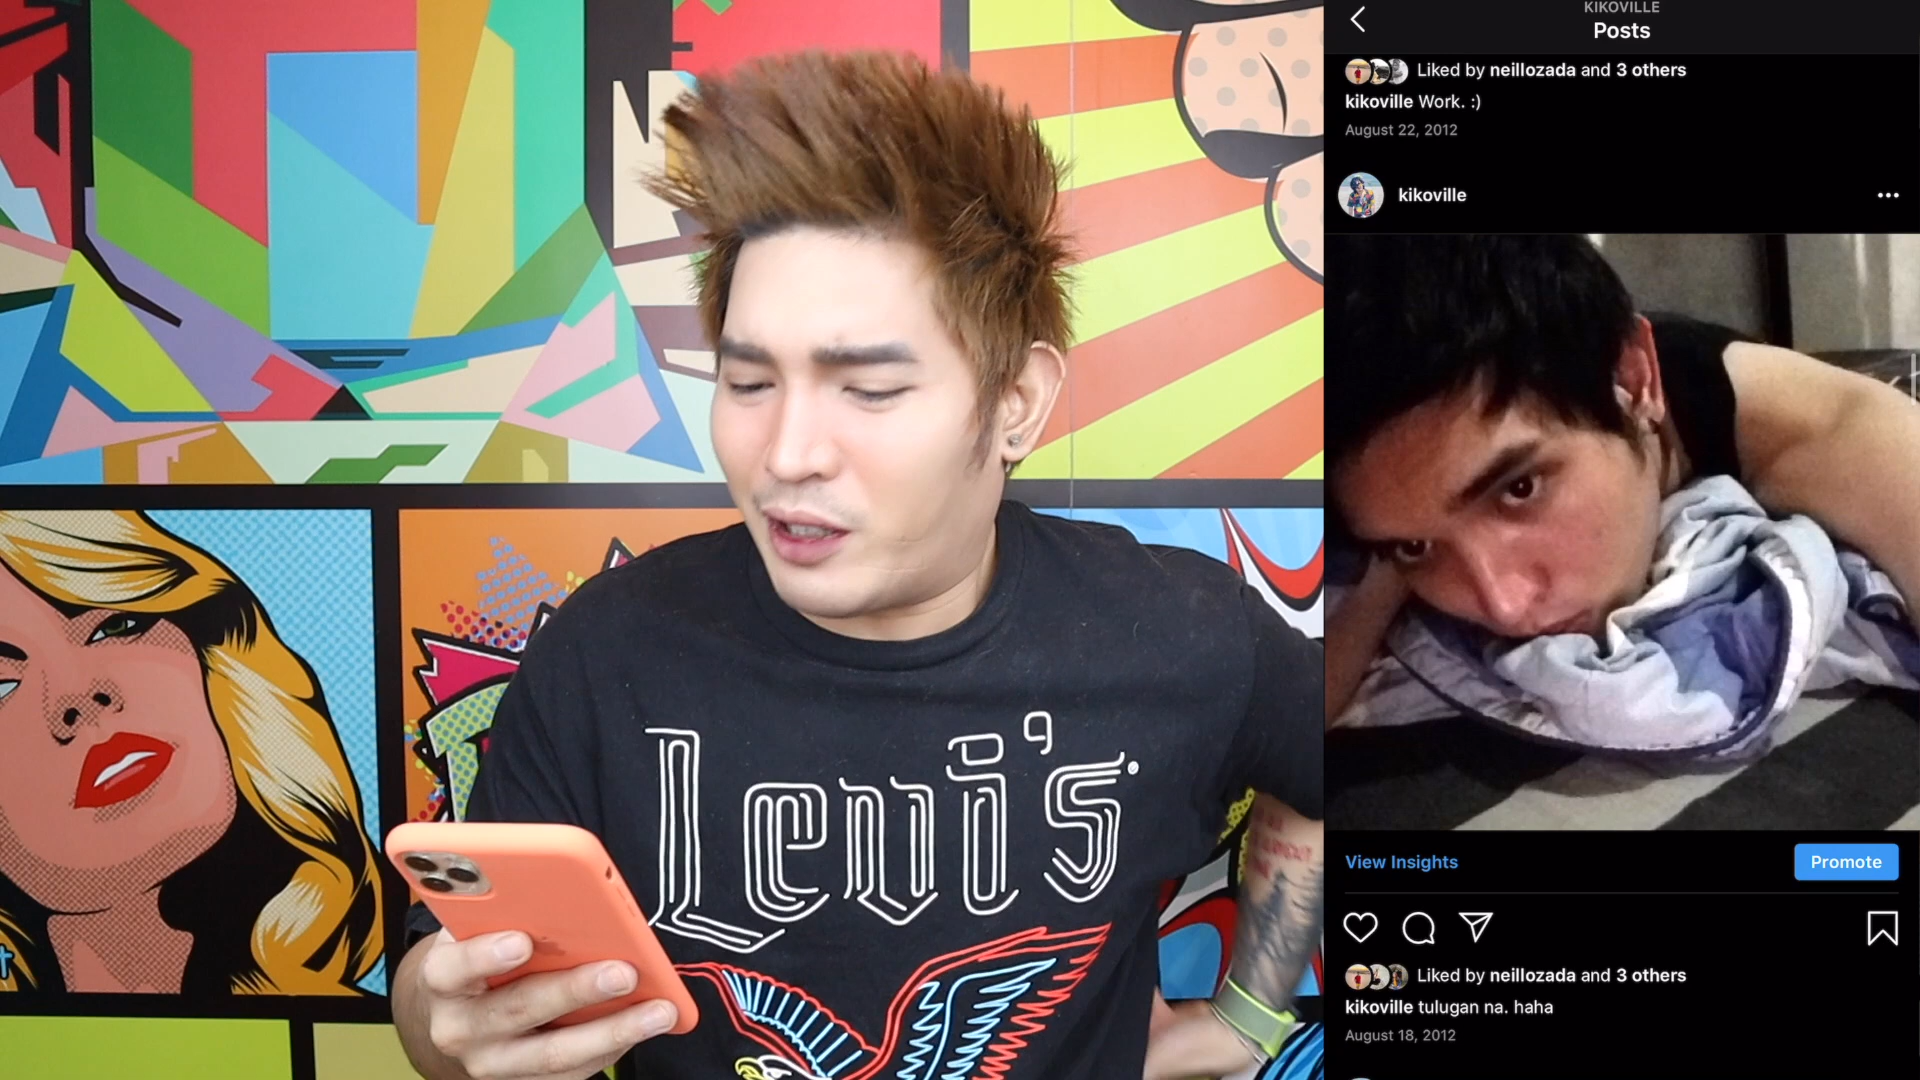 Levi's
KIKOVILLE
Posts
Liked by neillozada and 3 others
kikoville Work. :)
August 22, 2012
kikoville
View Insights
Promote
Liked by neillozada and 3 others
kikoville tulugan na. haha
August 18, 2012